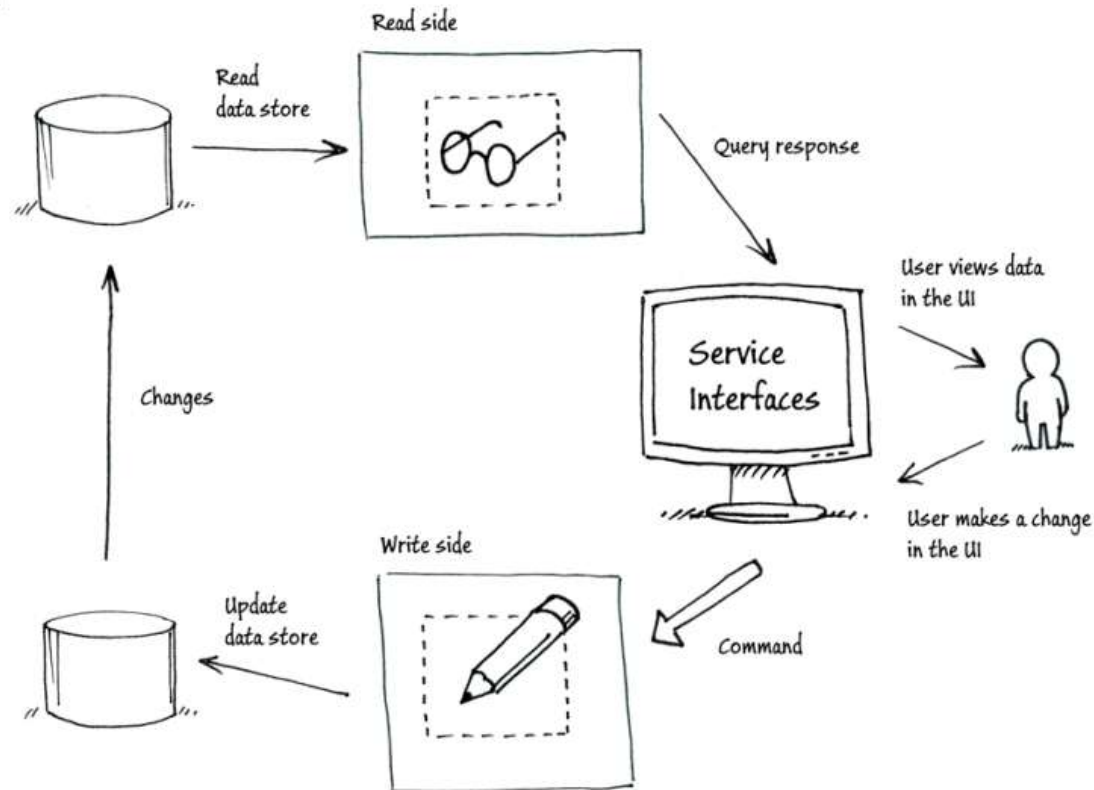 Read side
Read
data store
Query response
User views data
in the UI
Service
Interfaces
Changes
User makes a change
in the UI
Write side
Update
data store
Command